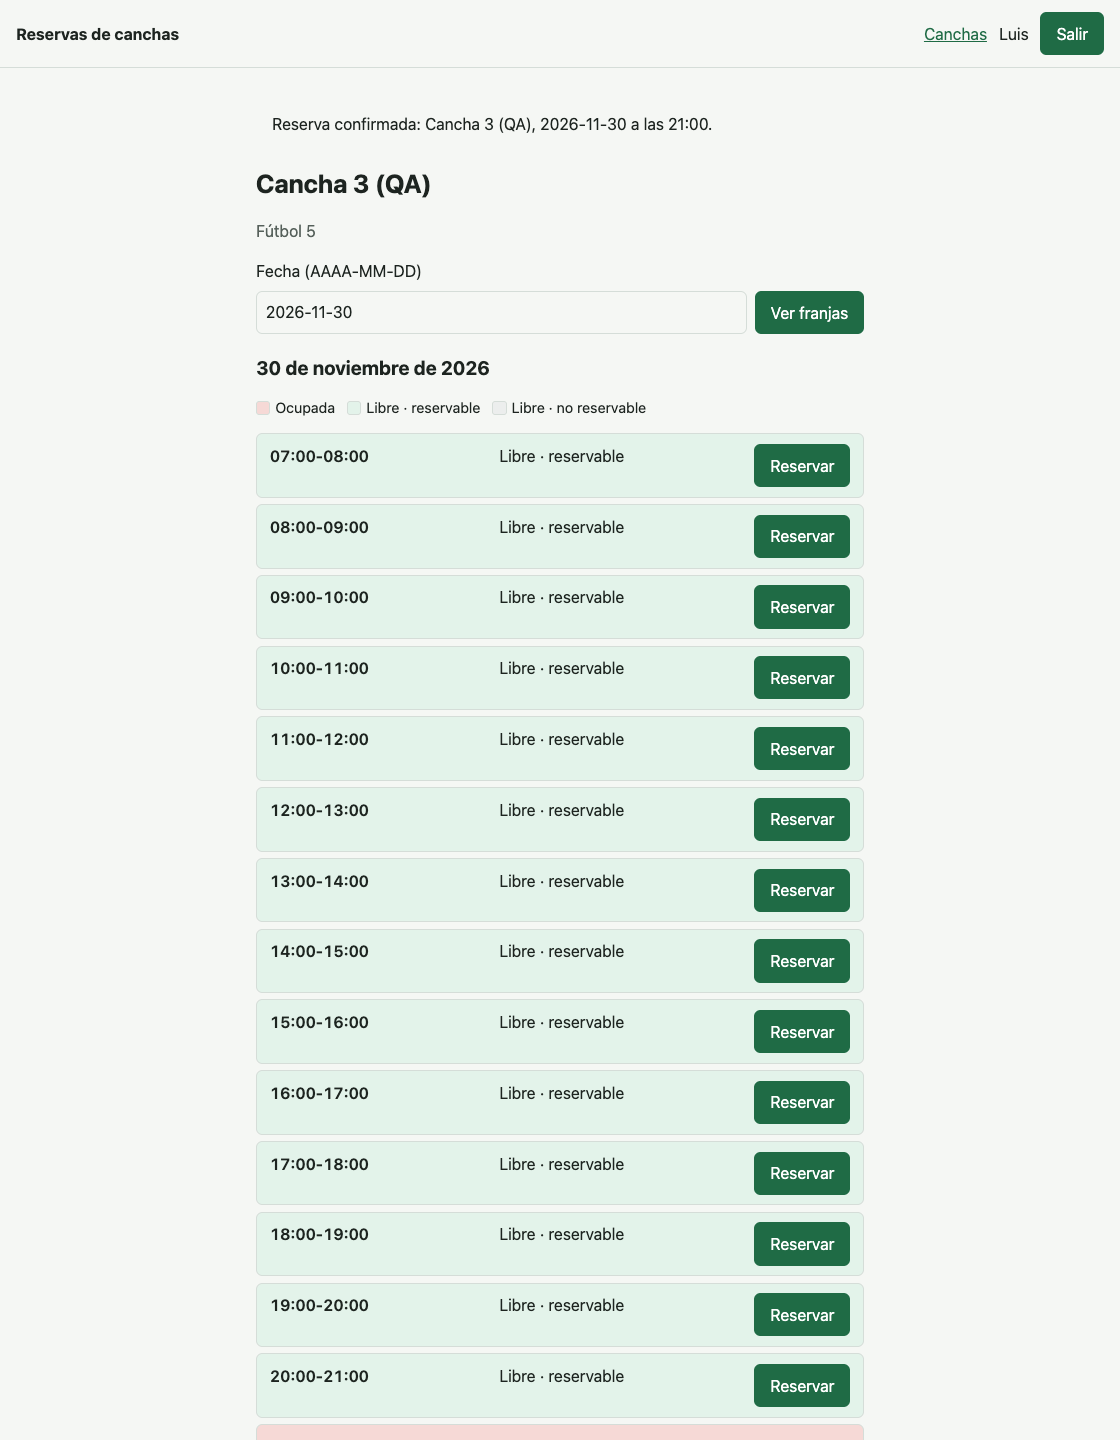 Reservas de canchas
Canchas Luis Salir
Reserva confirmada: Cancha 3 (QA), 2026-11-30 a las 21:00.
Cancha 3 (QA)
Fútbol 5
Fecha (AAAA-MM-DD)
2026-11-30 Ver franjas
30 de noviembre de 2026
Ocupada Libre · reservable Libre · no reservable
07:00-08:00 Libre · reservable Reservar
08:00-09:00 Libre · reservable Reservar
09:00-10:00 Libre · reservable Reservar
10:00-11:00 Libre · reservable Reservar
11:00-12:00 Libre · reservable Reservar
12:00-13:00 Libre · reservable Reservar
13:00-14:00 Libre · reservable Reservar
14:00-15:00 Libre · reservable Reservar
15:00-16:00 Libre · reservable Reservar
16:00-17:00 Libre · reservable Reservar
17:00-18:00 Libre · reservable Reservar
18:00-19:00 Libre · reservable Reservar
19:00-20:00 Libre · reservable Reservar
20:00-21:00 Libre · reservable Reservar